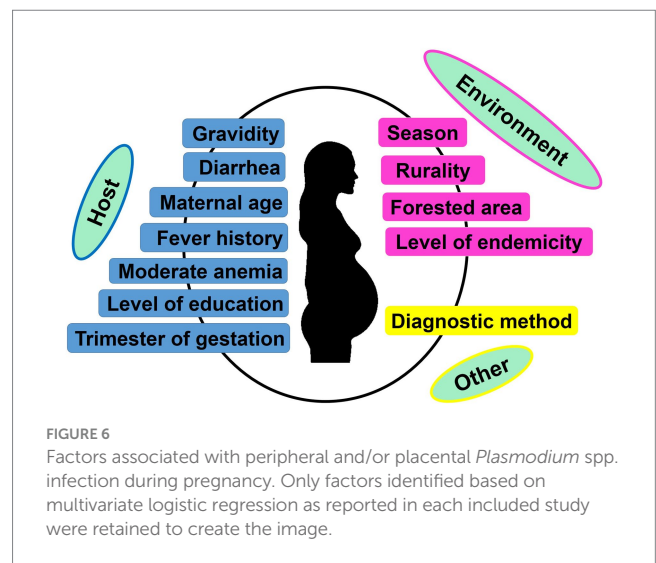 Host
Gravidity
Diarrhea
Maternal age
Fever history
Moderate anemia
Level of education
Trimester of gestation
Environment
Season
Rurality
Forested area
Level of endemicity
Diagnostic method
Other
FIGURE 6
Factors associated with peripheral and/or placental Plasmodium spp.
infection during pregnancy. Only factors identified based on
multivariate logistic regression as reported in each included study
were retained to create the image.